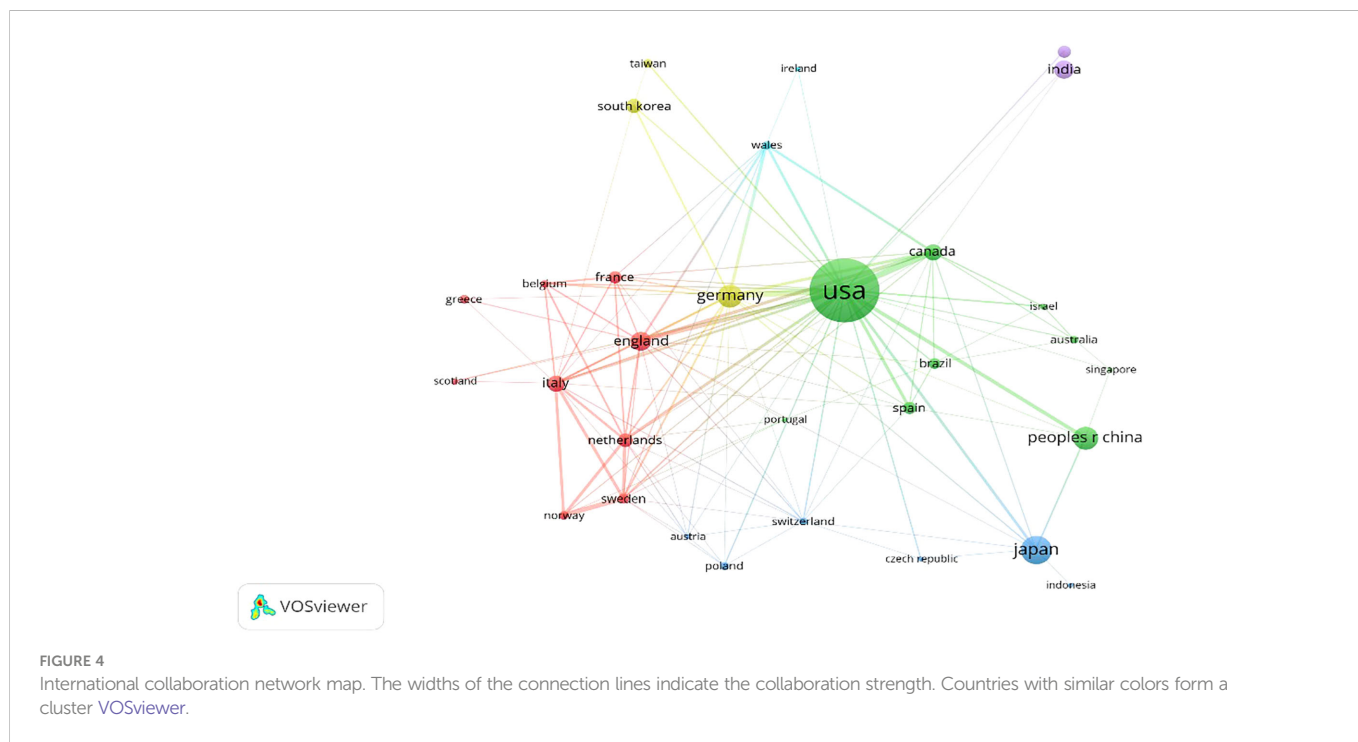 taiwan
ireland
india
south korea
wales
canada
france
belgium
usa
germany
greece
israel
england
australia
brazil
singapore
scotland
italy
spain
portugal
peoples r china
netherlands
sweden
norway
switzerland
austria
japan
czech republic
poland
indonesia
VOSviewer
FIGURE 4
International collaboration network map. The widths of the connection lines indicate the collaboration strength. Countries with similar colors form a
cluster VOSviewer.